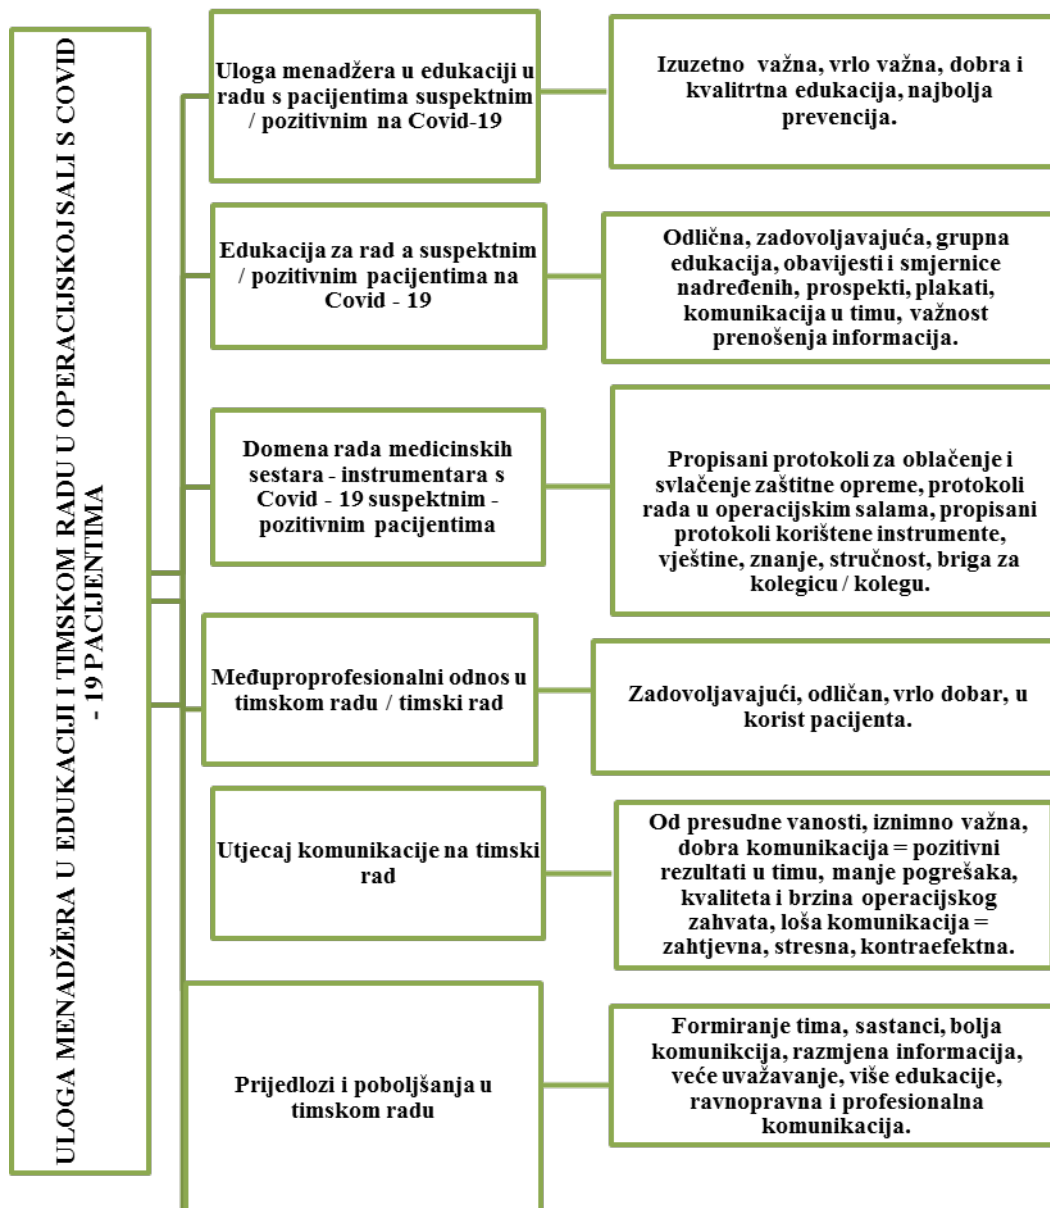 ULOGA MENADŽERA U EDUKACIJI I TIMSKOM RADU U OPERACIJSKOJ SALI S COVID
- 19 PACIJENTIMA
Uloga menadžera u edukaciji u
radu s pacijentima suspektnim
/ pozitivnim na Covid-19
Izuzetno važna, vrlo važna, dobra i
kvalitrtna edukacija, najbolja
prevencija.
Edukacija za rad a suspektnim
/ pozitivnim pacijentima na
Covid - 19
Odlična, zadovoljavajuća, grupna
edukacija, obavijesti i smjernice
nadređenih, prospekti, plakati,
komunikacija u timu, važnost
prenošenja informacija.
Domena rada medicinskih
sestara - instrumentara s
Covid - 19 suspektnim -
pozitivnim pacijentima
Propisani protokoli za oblačenje i
svlačenje zaštitne opreme, protokoli
rada u operacijskim salama, propisani
protokoli korištene instrumente,
vještine, znanje, stručnost, briga za
kolegicu / kolegu.
Međuproprofesionalni odnos u
timskom radu / timski rad
Zadovoljavajući, odličan, vrlo dobar, u
korist pacijenta.
Utjecaj komunikacije na timski
rad
Od presudne vanosti, iznimno važna,
dobra komunikacija = pozitivni
rezultati u timu, manje pogrešaka,
kvaliteta i brzina operacijskog
zahvata, loša komunikacija =
zahtjevna, stresna, kontraefektna.
Prijedlozi i poboljšanja u
timskom radu
Formiranje tima, sastanci, bolja
komunikcija, razmjena informacija,
veće uvažavanje, više edukacije,
ravnopravna i profesionalna
komunikacija.